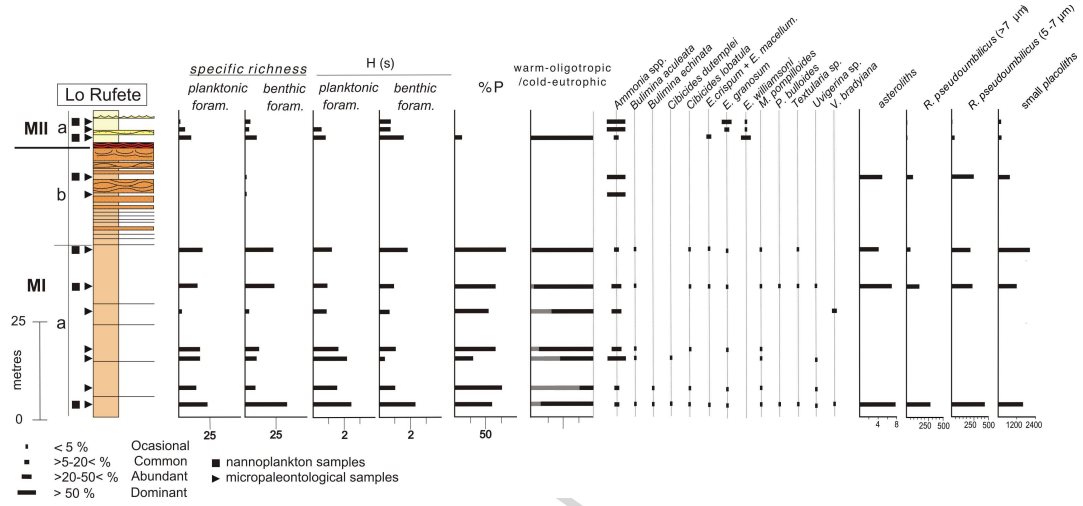 specific richness
H (s)
%P
warm-oligotropic
/cold-eutrophic
Lo Rufete
planktonic
foram.
benthic
foram.
planktonic
foram.
benthic
foram.
Ammonia spp.
Bulimina aculeata
Bulimina echinata
Cibicides dutemplei
Cibicides lobatula
E.crispum + E. macellum.
E. granosum
E. williamsoni
M. pompilloides
P. bulloides
Textularia sp.
Uvigerina sp.
V. bradyiana
asteroliths
R. pseudoumbilicus (>7 µm)
R. pseudoumbilicus (5 -7 µm)
small placoliths
MII
a
b
MI
a
25
metres
0
25
25
2
2
50
4 8
250 500
250 500
1200 2400
< 5 % Ocasional
>5-20< % Common
>20-50< % Abundant
> 50 % Dominant
nannoplankton samples
micropaleontological samples